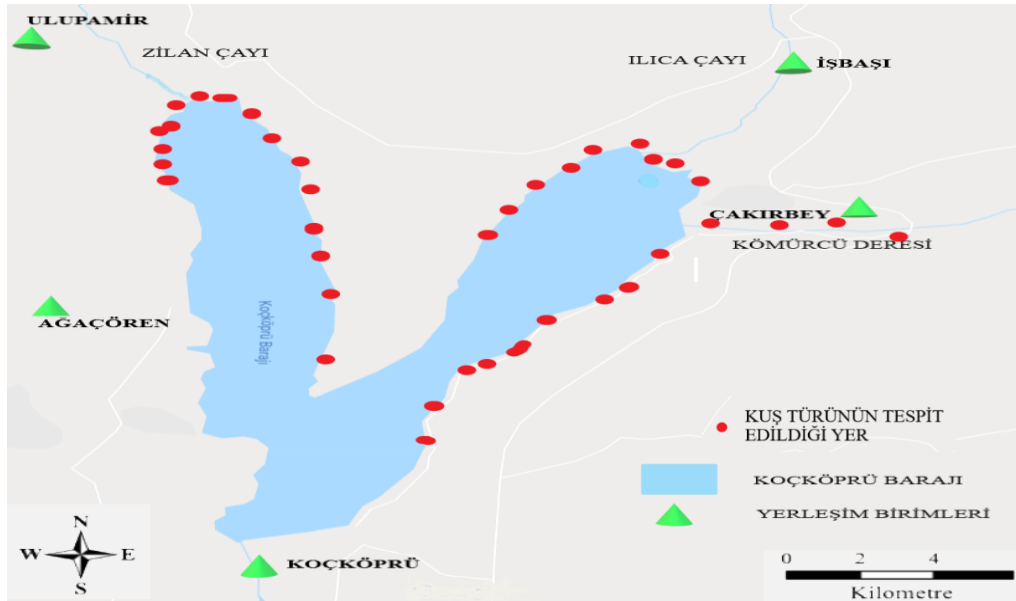 ULUPAMİR
ZİLAN ÇAYI
ILICA ÇAYI
İŞBAŞI
ÇAKIRBEY
KÖMÜRCÜ DERESİ
AĞAÇÖREN
Koçköprü Barajı
KUŞ TÜRÜNÜN TESPİT
EDİLDİĞİ YER
KOÇKÖPRÜ BARAJI
YERLEŞİM BİRİMLERİ
N
W E
S
KOÇKÖPRÜ
0 2 4
Kilometre